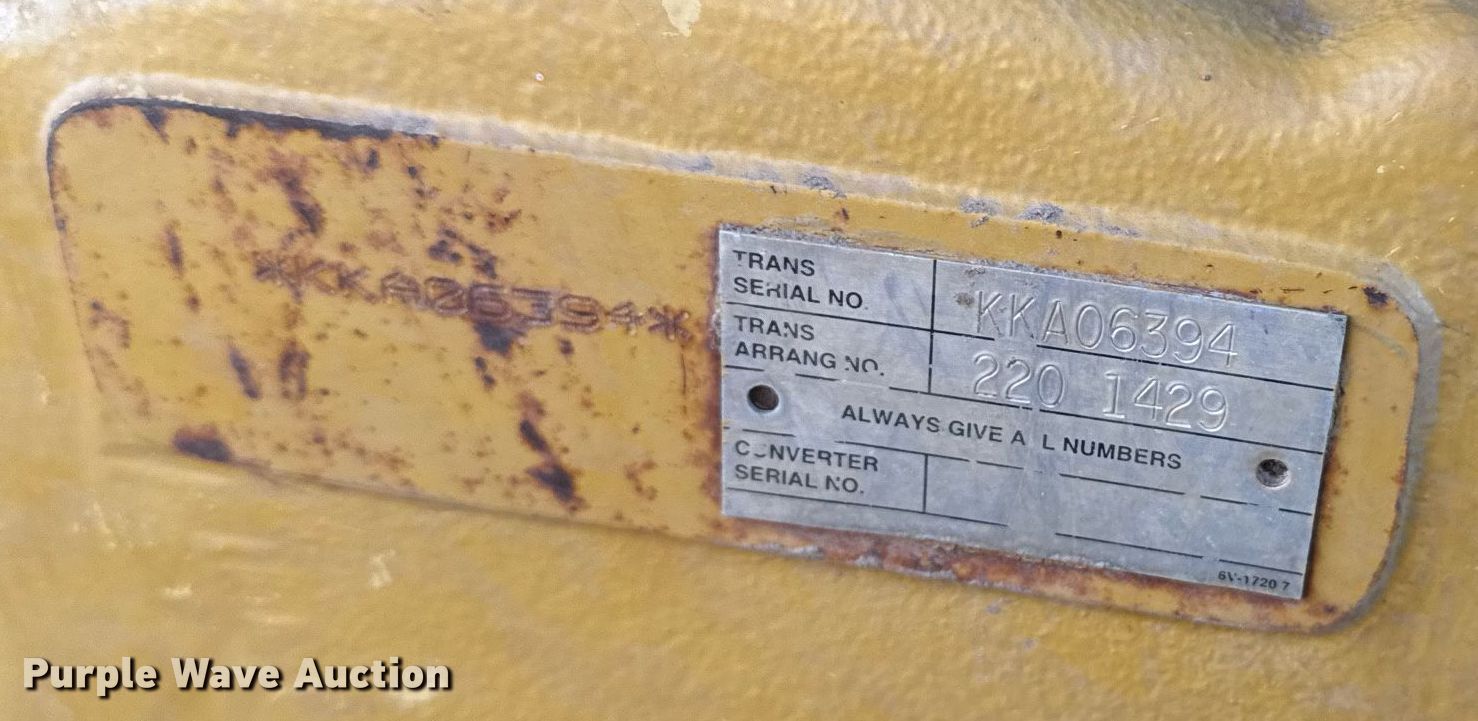 *KKA06394*
TRANS
SERIAL NO.
KKA06394
TRANS
ARRANG NO.
220 1429
ALWAYS GIVE A L NUMBERS
C NVERTER
SERIAL NO.
6V-1720 7
Purple Wave Auction